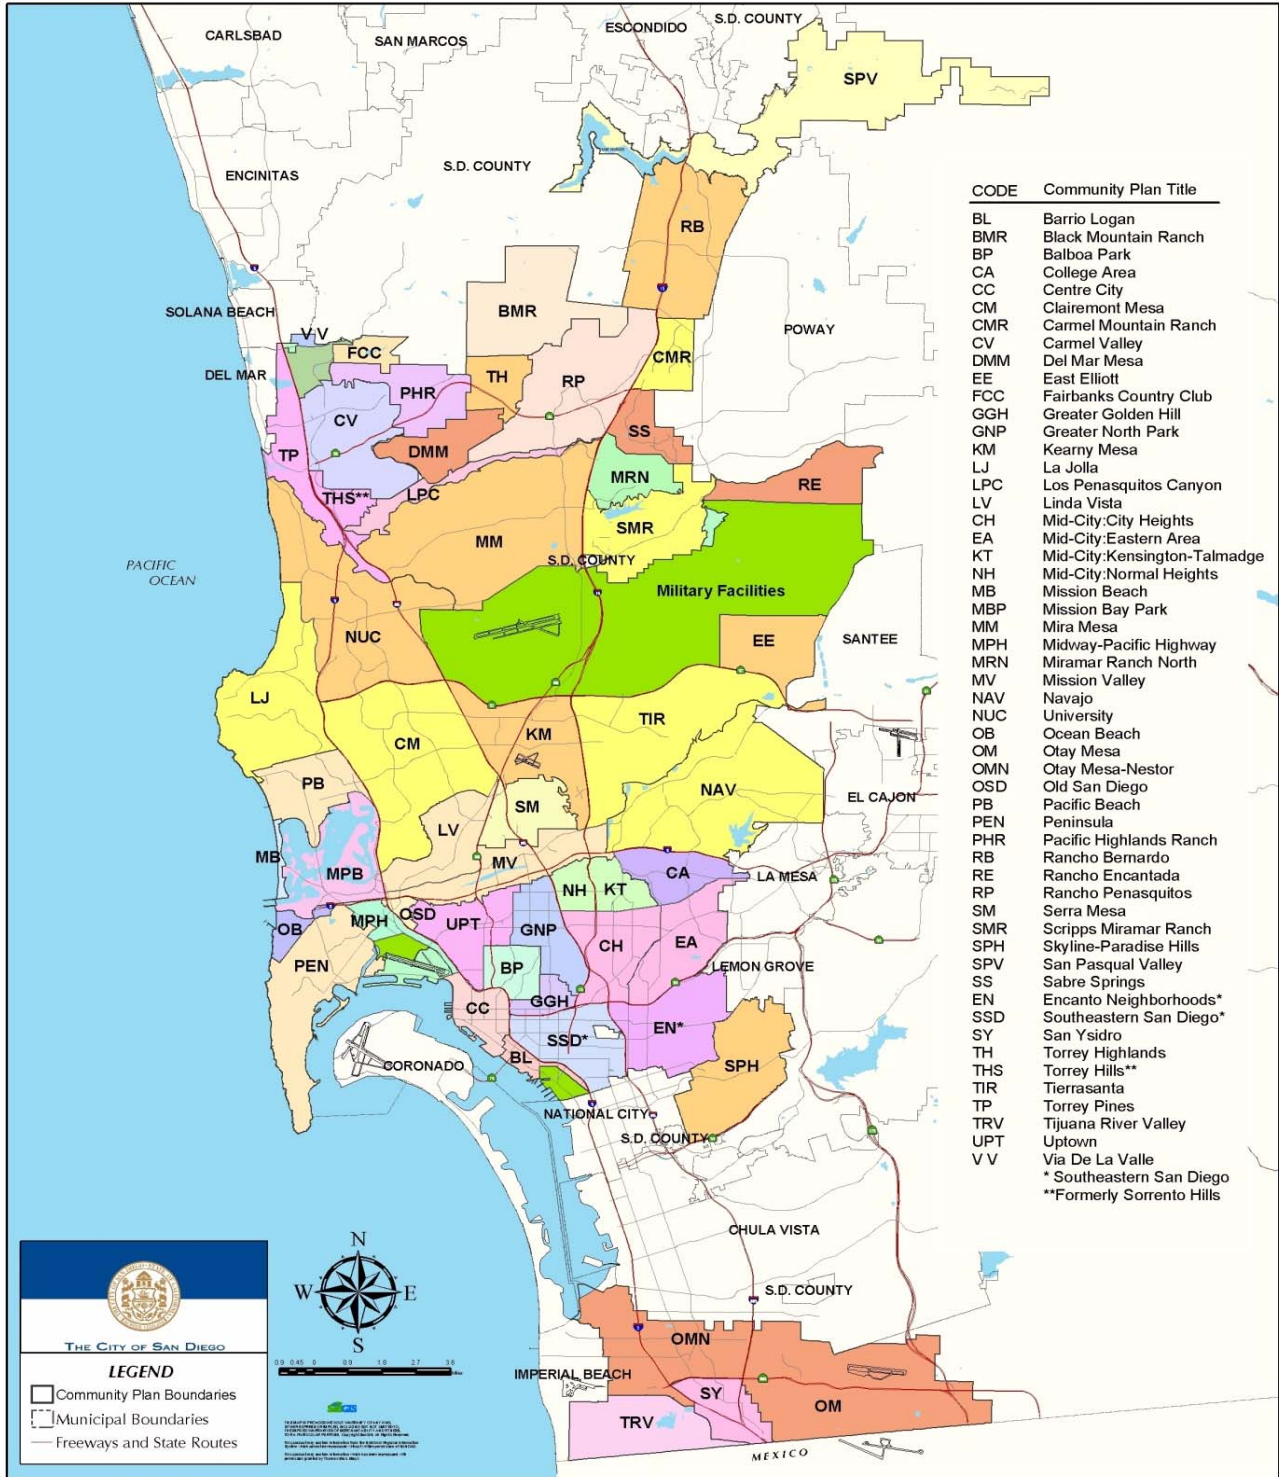 CARLSBAD
SAN MARCOS
ESCONDIDO
S.D. COUNTY
SPV
S.D. COUNTY
ENCINITAS
RB
SOLANA BEACH
BMR
POWAY
V V
FCC
CMR
DEL MAR
PHR
TH
RP
CV
SS
TP
DMM
LPC
THS**
MRN
RE
SMR
MM
S.D. COUNTY
PACIFIC
OCEAN
Military Facilities
NUC
EE
SANTEE
LJ
TIR
CM
KM
PB
NAV
EL CAJON
SM
LV
MB
MV
MPB
CA
LA MESA
NH
KT
OSD
MPH
UPT
OB
GNP
CH
EA
PEN
BP
LEMON GROVE
GGH
CC
SSD*
EN*
BL
SPH
CORONADO
NATIONAL CITY
S.D. COUNTY
CHULA VISTA
S.D. COUNTY
OMN
IMPERIAL BEACH
SY
OM
TRV
MEXICO
CODE Community Plan Title
BL Barrio Logan
BMR Black Mountain Ranch
BP Balboa Park
CA College Area
CC Centre City
CM Clairemont Mesa
CMR Carmel Mountain Ranch
CV Carmel Valley
DMM Del Mar Mesa
EE East Elliott
FCC Fairbanks Country Club
GGH Greater Golden Hill
GNP Greater North Park
KM Kearny Mesa
LJ La Jolla
LPC Los Penasquitos Canyon
LV Linda Vista
CH Mid-City:City Heights
EA Mid-City:Eastern Area
KT Mid-City:Kensington-Talmadge
NH Mid-City:Normal Heights
MB Mission Beach
MBP Mission Bay Park
MM Mira Mesa
MPH Midway-Pacific Highway
MRN Miramar Ranch North
MV Mission Valley
NAV Navajo
NUC University
OB Ocean Beach
OM Otay Mesa
OMN Otay Mesa-Nestor
OSD Old San Diego
PB Pacific Beach
PEN Peninsula
PHR Pacific Highlands Ranch
RB Rancho Bernardo
RE Rancho Encantada
RP Rancho Penasquitos
SM Serra Mesa
SMR Scripps Miramar Ranch
SPH Skyline-Paradise Hills
SPV San Pasqual Valley
SS Sabre Springs
EN Encanto Neighborhoods*
SSD Southeastern San Diego*
SY San Ysidro
TH Torrey Highlands
THS Torrey Hills**
TIR Tierrasanta
TP Torrey Pines
TRV Tijuana River Valley
UPT Uptown
V V Via De La Valle
* Southeastern San Diego
**Formerly Sorrento Hills
N
W E
S
0.9 0.45 0 0.9 1.8 2.7 3.6
THE CITY OF SAN DIEGO
LEGEND
Community Plan Boundaries
Municipal Boundaries
Freeways and State Routes